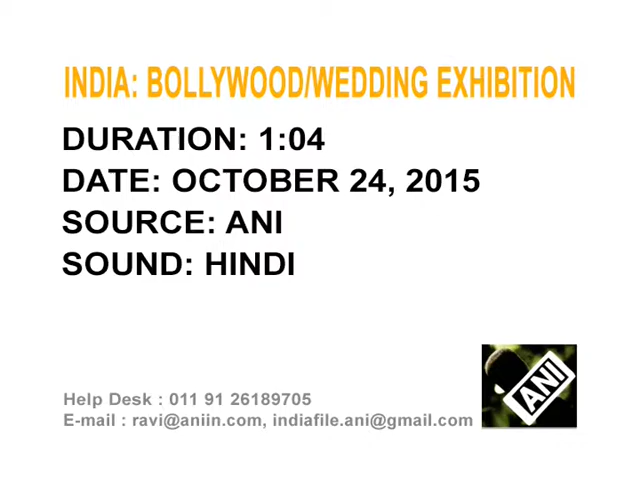 INDIA: BOLLYWOOD/WEDDING EXHIBITION
DURATION: 1:04
DATE: OCTOBER 24, 2015
SOURCE: ANI
SOUND: HINDI
ANI
Help Desk : 011 91 26189705
E-mail : ravi@aniin.com, indiafile.ani@gmail.com